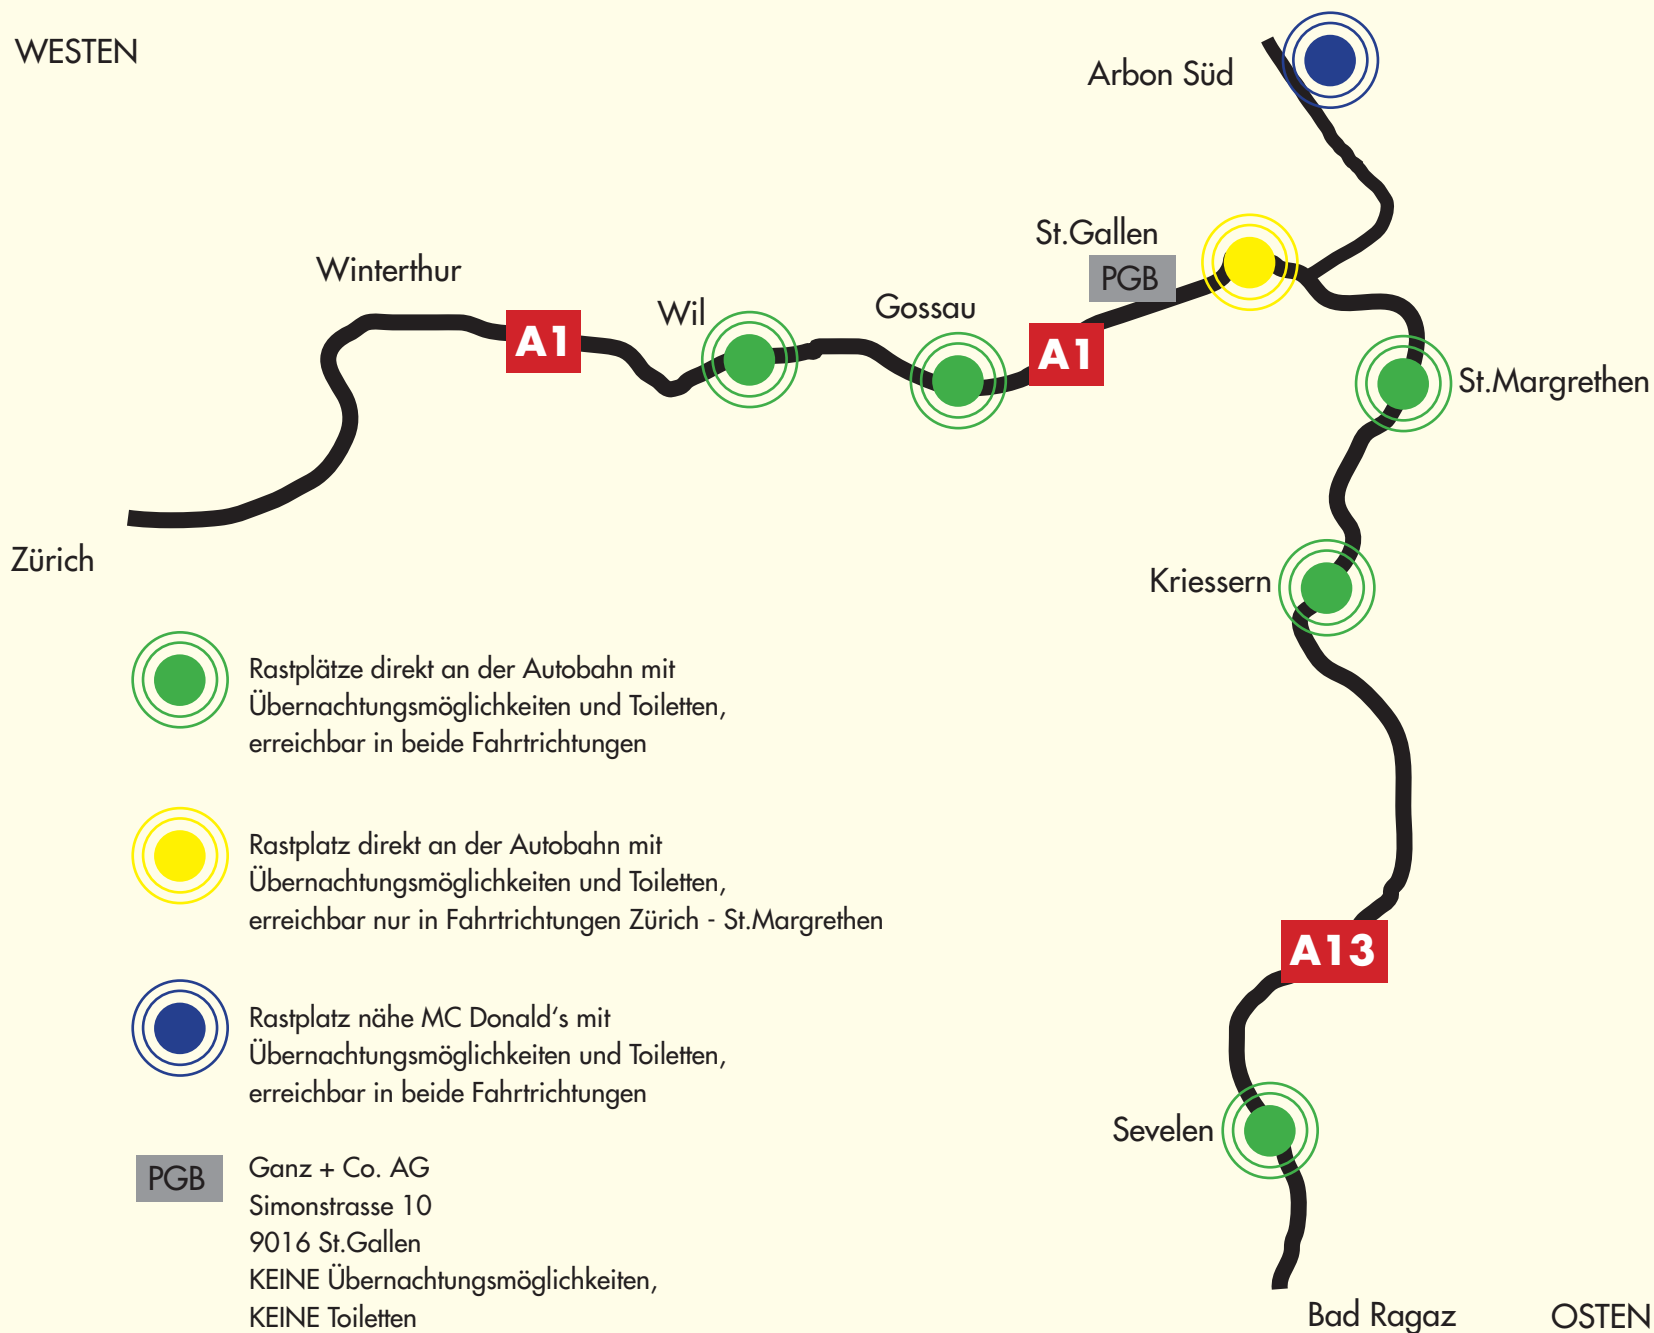 WESTEN
Arbon Süd
St.Gallen
PGB
Winterthur
Wil
Gossau
A1
A1
St.Margrethen
Zürich
Kriessern
Rastplätze direkt an der Autobahn mit
Übernachtungsmöglichkeiten und Toiletten,
erreichbar in beide Fahrtrichtungen
Rastplatz direkt an der Autobahn mit
Übernachtungsmöglichkeiten und Toiletten,
erreichbar nur in Fahrtrichtungen Zürich - St.Margrethen
A13
Rastplatz nähe MC Donald‘s mit
Übernachtungsmöglichkeiten und Toiletten,
erreichbar in beide Fahrtrichtungen
Sevelen
PGB
Ganz + Co. AG
Simonstrasse 10
9016 St.Gallen
KEINE Übernachtungsmöglichkeiten,
KEINE Toiletten
Bad Ragaz
OSTEN